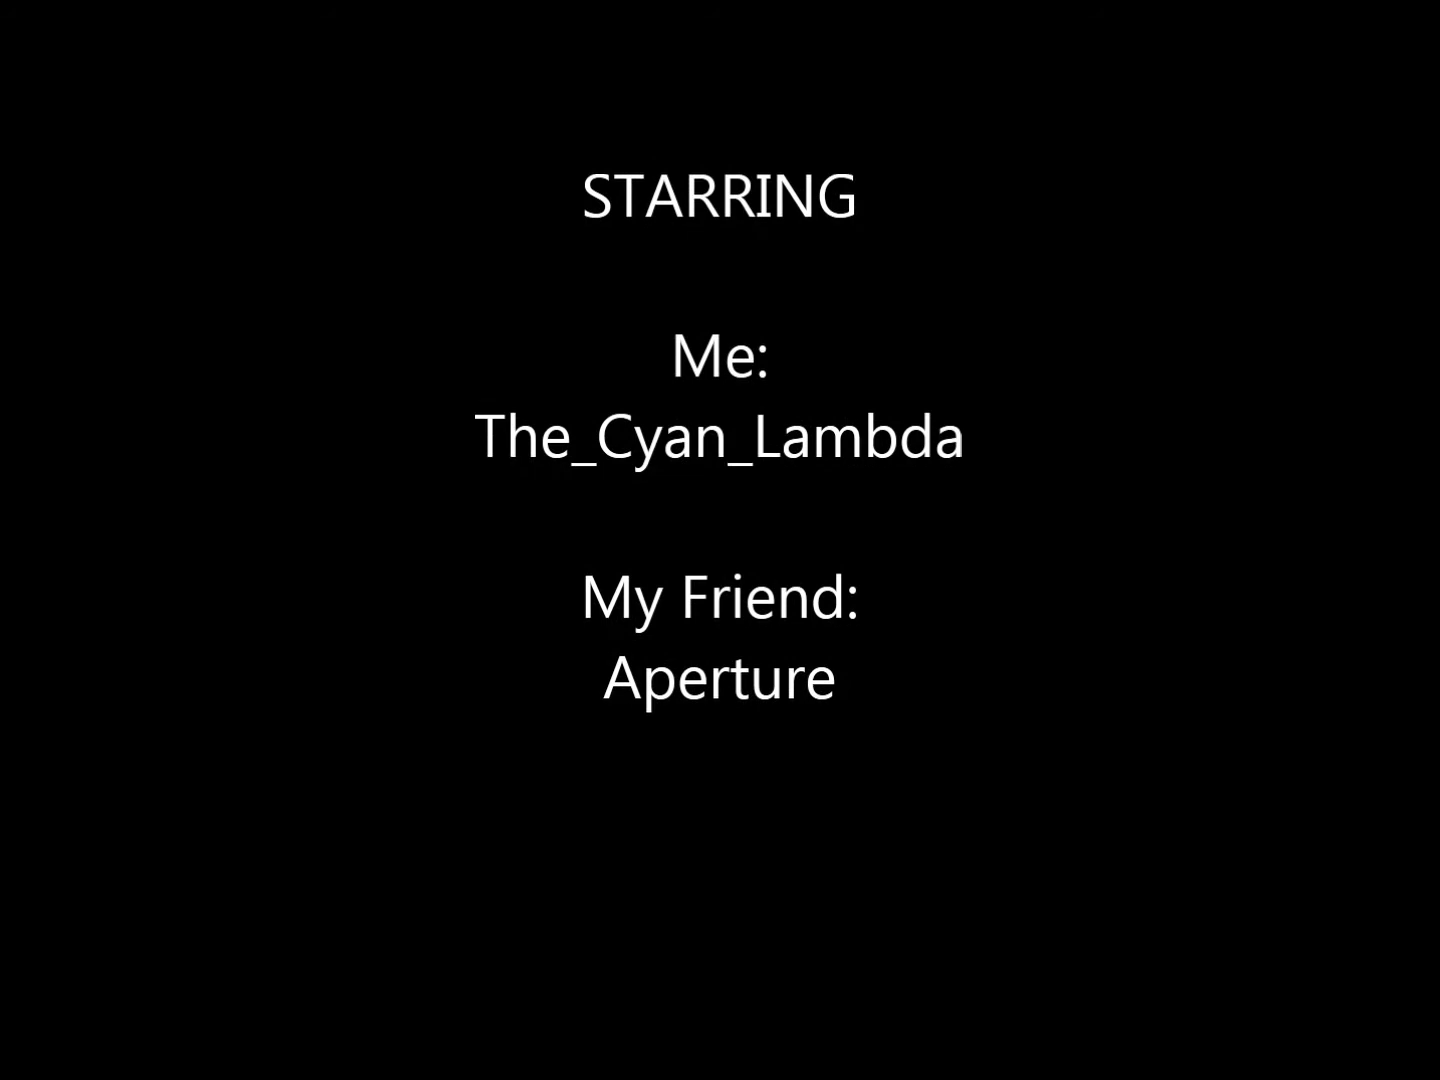 STARRING
Me:
The_Cyan_Lambda
My Friend:
Aperture